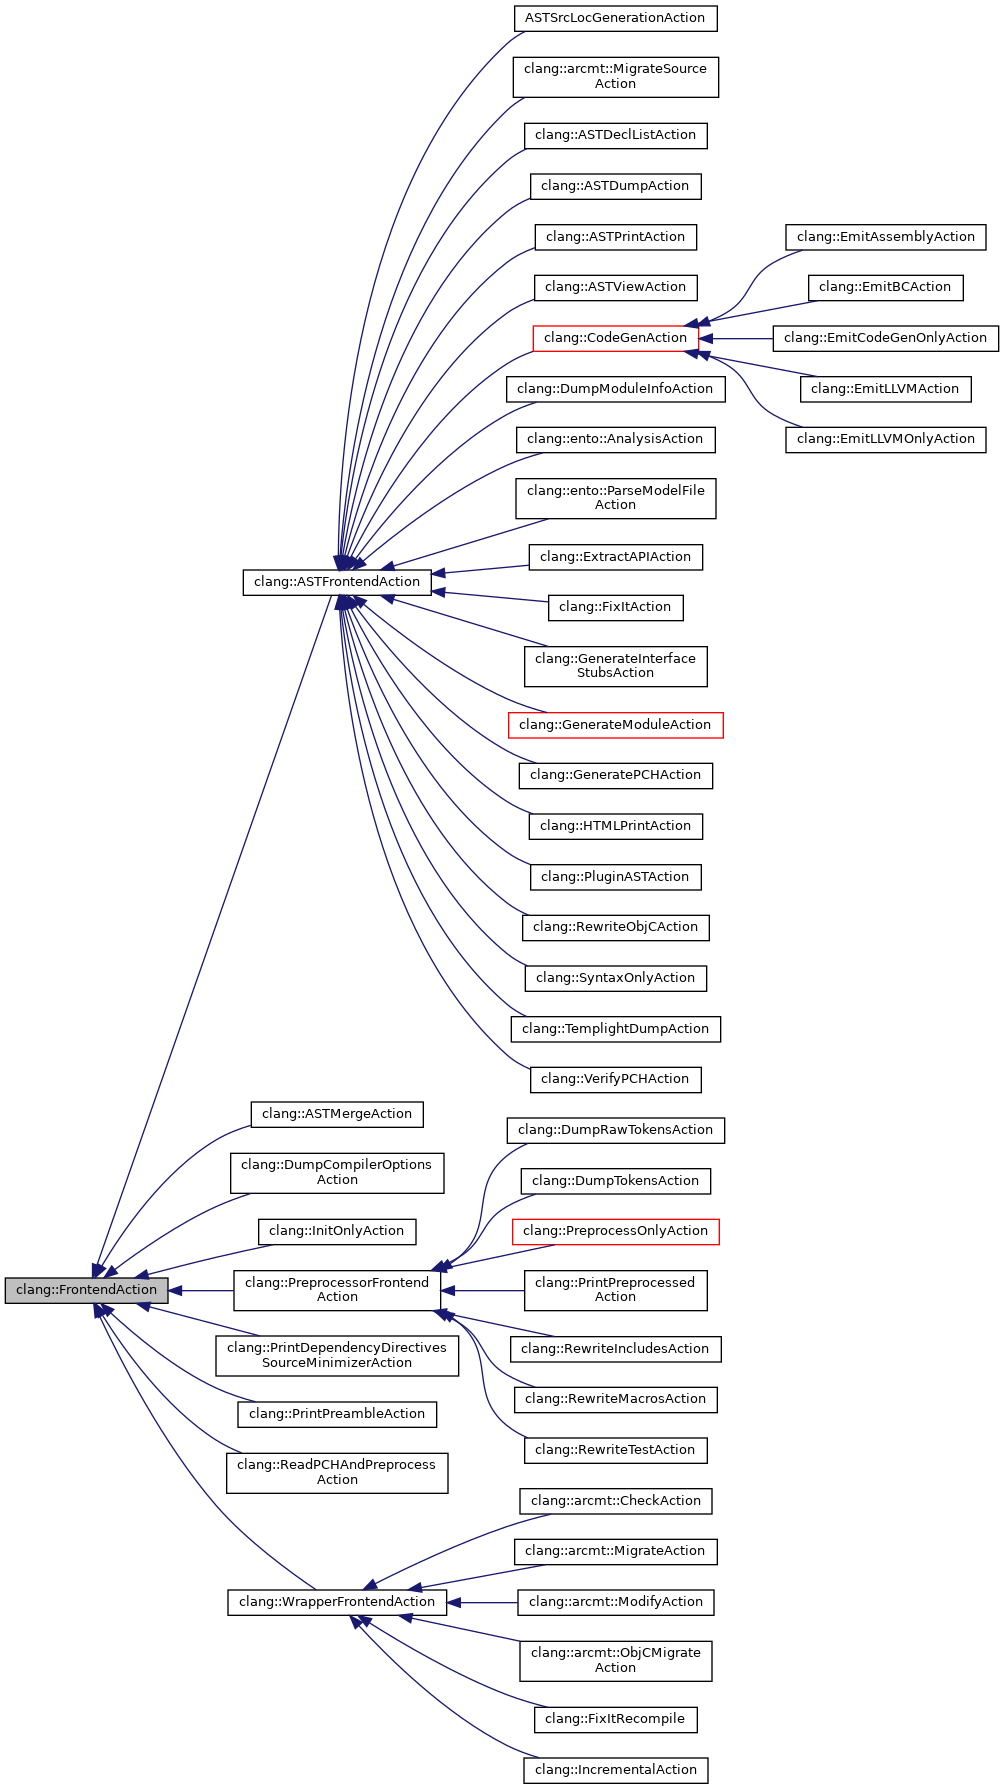 ASTSrcLocGenerationAction
clang::arcmt::MigrateSource
Action
clang::ASTDeclListAction
clang::ASTDumpAction
clang::ASTPrintAction
clang::EmitAssemblyAction
clang::ASTViewAction
clang::EmitBCAction
clang::CodeGenAction
clang::EmitCodeGenOnlyAction
clang::DumpModuleInfoAction
clang::EmitLLVMAction
clang::ento::AnalysisAction
clang::EmitLLVMOnlyAction
clang::ento::ParseModelFile
Action
clang::ExtractAPIAction
clang::ASTFrontendAction
clang::FixItAction
clang::GenerateInterface
StubsAction
clang::GenerateModuleAction
clang::GeneratePCHAction
clang::HTMLPrintAction
clang::PluginASTAction
clang::RewriteObjCAction
clang::SyntaxOnlyAction
clang::TemplightDumpAction
clang::VerifyPCHAction
clang::ASTMergeAction
clang::DumpRawTokensAction
clang::DumpCompilerOptions
Action
clang::DumpTokensAction
clang::InitOnlyAction
clang::PreprocessOnlyAction
clang::FrontendAction
clang::PreprocessorFrontend
Action
clang::PrintPreprocessed
Action
clang::PrintDependencyDirectives
SourceMinimizerAction
clang::RewriteIncludesAction
clang::PrintPreambleAction
clang::RewriteMacrosAction
clang::ReadPCHAndPreprocess
Action
clang::RewriteTestAction
clang::arcmt::CheckAction
clang::arcmt::MigrateAction
clang::WrapperFrontendAction
clang::arcmt::ModifyAction
clang::arcmt::ObjCMigrate
Action
clang::FixItRecompile
clang::IncrementalAction